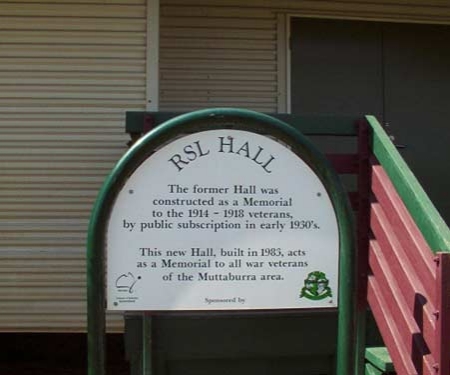 RSL HALL
The former Hall was
constructed as a Memorial
to the 1914 - 1918 veterans,
by public subscription in early 1930's.
This new Hall, built in 1985, acts
as a Memorial to all war veterans
of the Muttaburra area.
Sponsored by